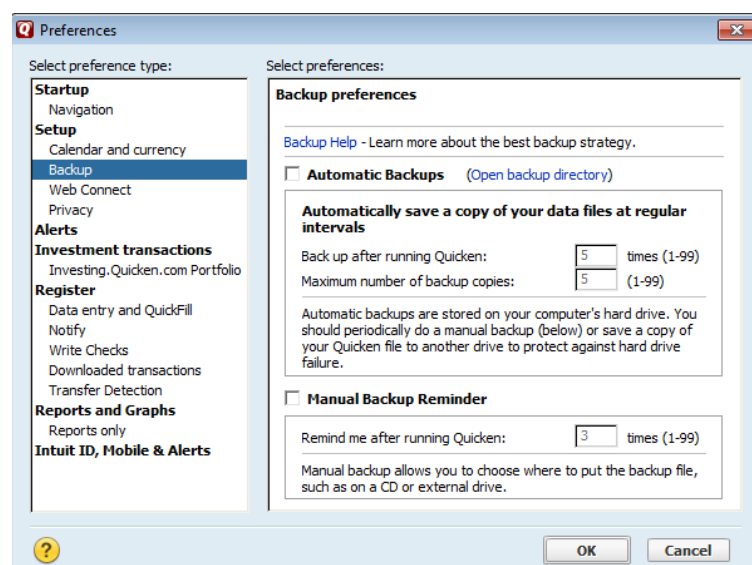 Preferences
Select preference type:
Startup
Navigation
Setup
Calendar and currency
Backup
Web Connect
Privacy
Alerts
Investment transactions
Investing.Quicken.com Portfolio
Register
Data entry and QuickFill
Notify
Write Checks
Downloaded transactions
Transfer Detection
Reports and Graphs
Reports only
Intuit ID, Mobile & Alerts
Select preferences:
Backup preferences
Backup Help - Learn more about the best backup strategy.
Automatic Backups (Open backup directory)
Automatically save a copy of your data files at regular
intervals
Back up after running Quicken: 5 times (1-99)
Maximum number of backup copies: 5 (1-99)
Automatic backups are stored on your computer's hard drive. You
should periodically do a manual backup (below) or save a copy of
your Quicken file to another drive to protect against hard drive
failure.
Manual Backup Reminder
Remind me after running Quicken: 3 times (1-99)
Manual backup allows you to choose where to put the backup file,
such as on a CD or external drive.
?
OK Cancel